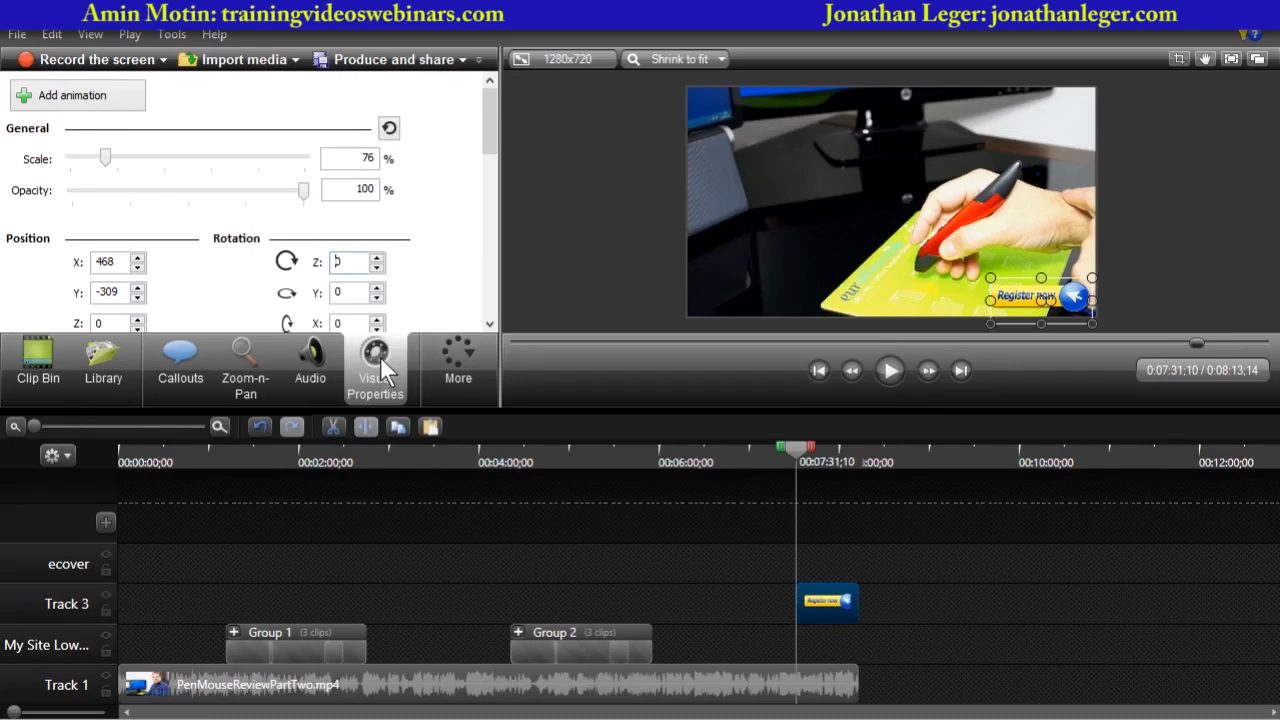 Amin Motin: trainingvideoswebinars.com
Jonathan Leger: jonathanleger.com
File Edit View Play Tools Help
Record the screen Import media Produce and share
1280x720 Shrink to fit
Add animation
General
Scale: 76 %
Opacity: 100 %
Position Rotation
X: 468 Z:
Y: -309 Y: 0
Z: 0 X: 0
Register now
Clip Bin Library Callouts Zoom-n-Pan Audio Visual Properties More
0:07:31;10 / 0:08:13;14
00:00:00;00 00:02:00;00 00:04:00;00 00:06:00;00 00:07:31;10 00:10:00;00 00:12:00;00
ecover
Track 3 Register now
Group 1 (3 clips) Group 2 (3 clips)
My Site Low...
Track 1 PenMouseReviewPartTwo.mp4